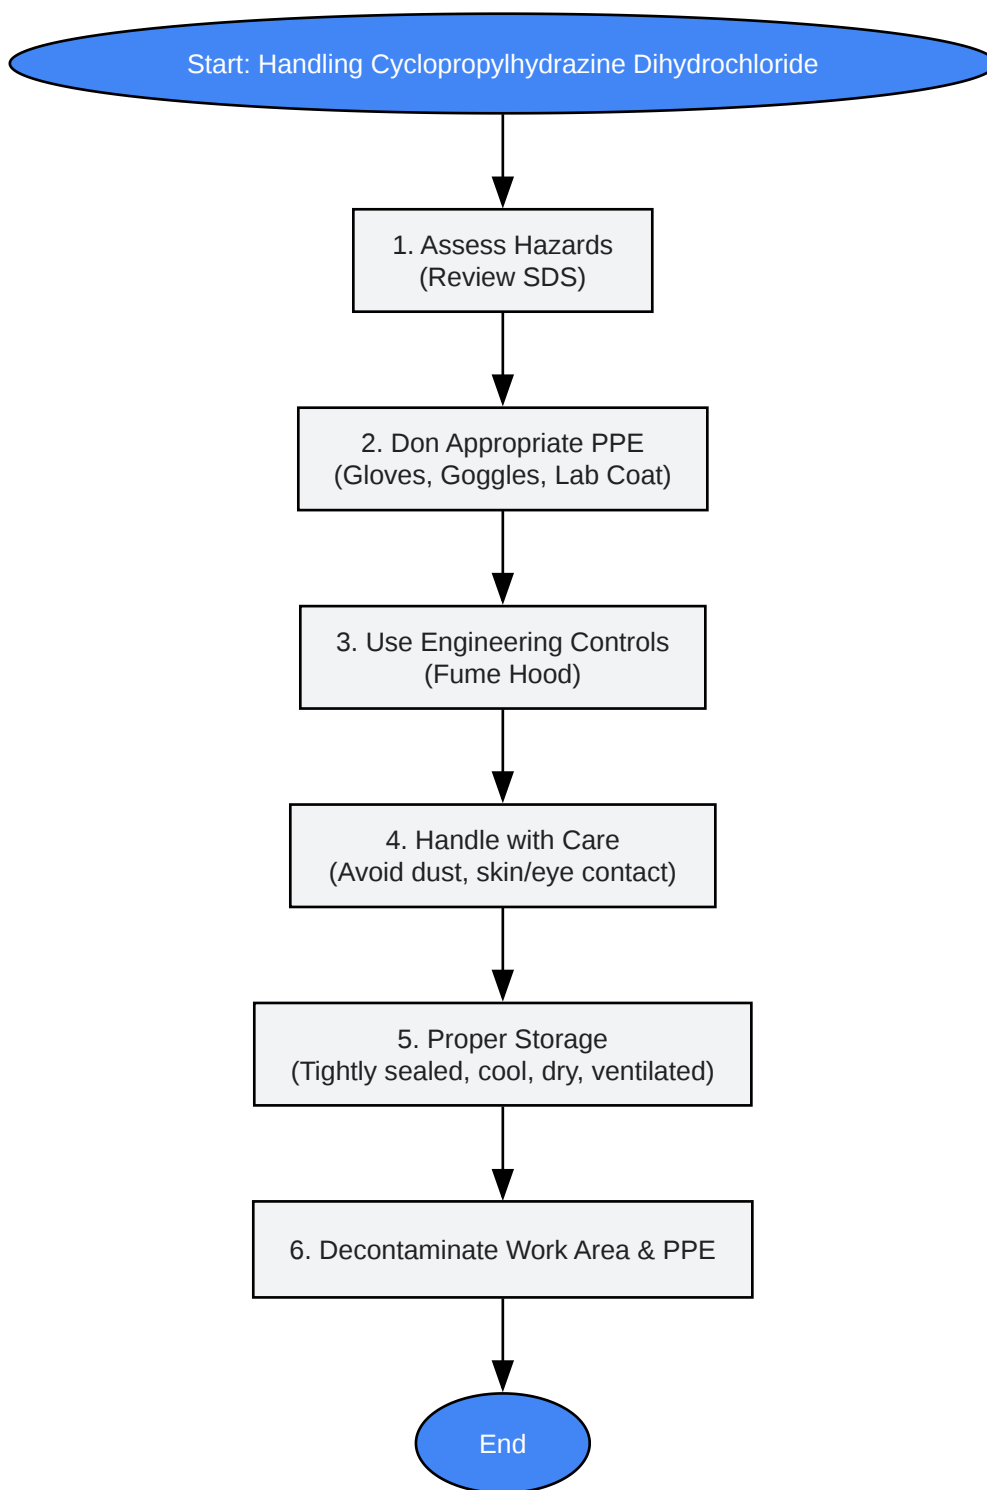 Start: Handling Cyclopropylhydrazine Dihydrochloride
1. Assess Hazards
(Review SDS)
2. Don Appropriate PPE
(Gloves, Goggles, Lab Coat)
3. Use Engineering Controls
(Fume Hood)
4. Handle with Care
(Avoid dust, skin/eye contact)
5. Proper Storage
(Tightly sealed, cool, dry, ventilated)
6. Decontaminate Work Area & PPE
End